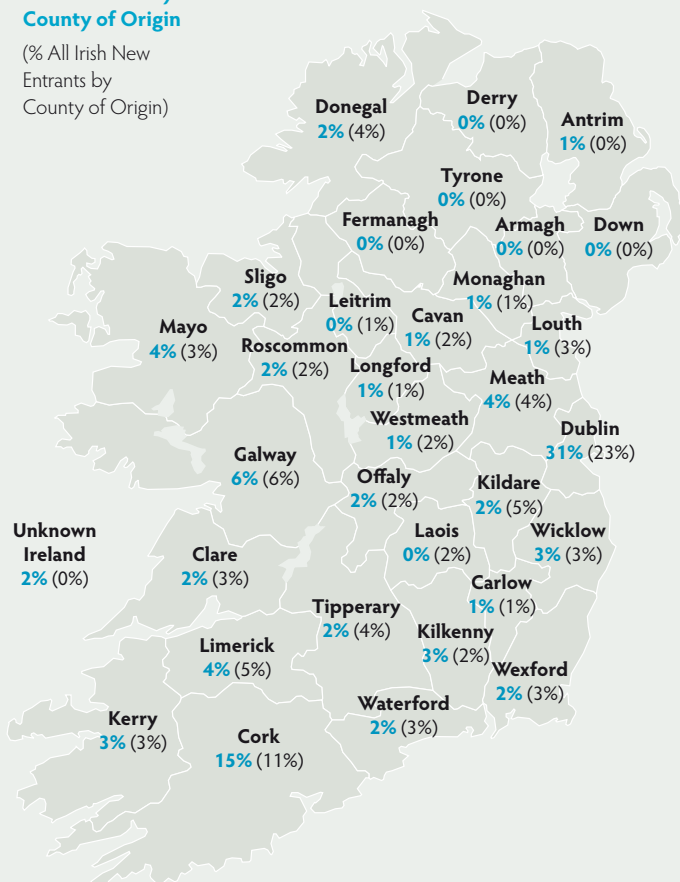 County of Origin
(% All Irish New
Entrants by
County of Origin)
Donegal
2% (4%)
Derry
0% (0%)
Antrim
1% (0%)
Tyrone
0% (0%)
Fermanagh
0% (0%)
Armagh
0% (0%)
Down
0% (0%)
Sligo
2% (2%)
Leitrim
0% (1%)
Monaghan
1% (1%)
Cavan
1% (2%)
Louth
1% (3%)
Mayo
4% (3%)
Roscommon
2% (2%)
Longford
1% (1%)
Meath
4% (4%)
Westmeath
1% (2%)
Dublin
31% (23%)
Galway
6% (6%)
Offaly
2% (2%)
Kildare
2% (5%)
Unknown
Ireland
2% (0%)
Clare
2% (3%)
Laois
0% (2%)
Wicklow
3% (3%)
Carlow
1% (1%)
Tipperary
2% (4%)
Kilkenny
3% (2%)
Limerick
4% (5%)
Wexford
2% (3%)
Waterford
2% (3%)
Kerry
3% (3%)
Cork
15% (11%)